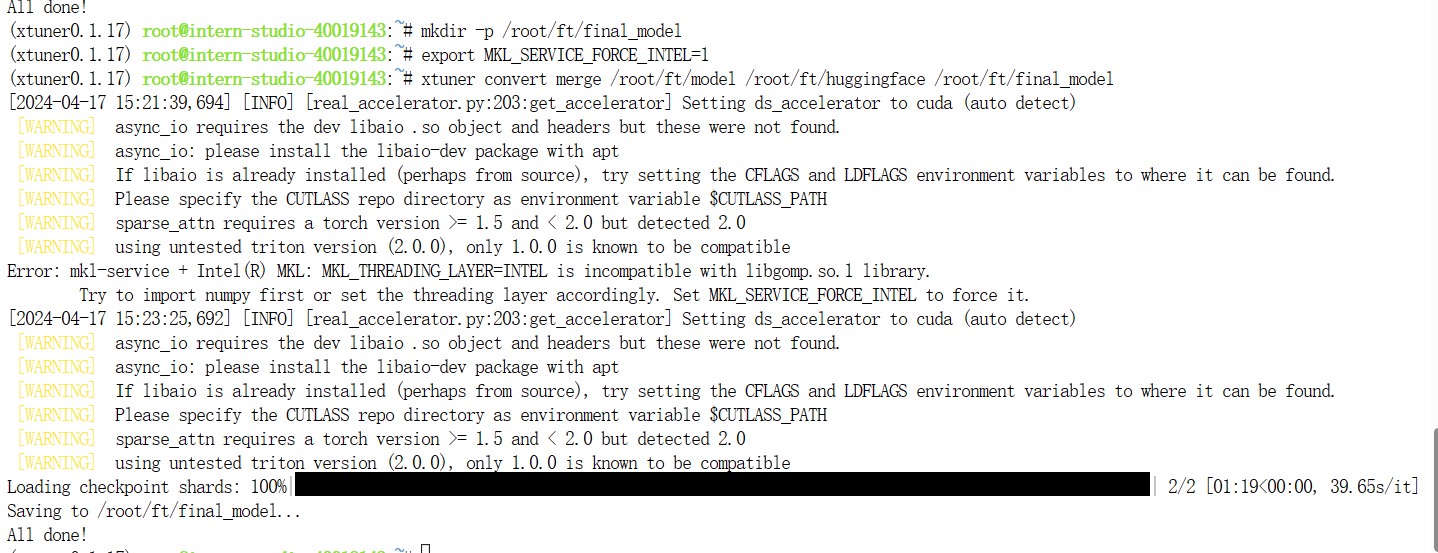 All done!
(xtuner0.1.17) root@intern-studio-40019143:~# mkdir -p /root/ft/final_model
(xtuner0.1.17) root@intern-studio-40019143:~# export MKL_SERVICE_FORCE_INTEL=1
(xtuner0.1.17) root@intern-studio-40019143:~# xtuner convert merge /root/ft/model /root/ft/huggingface /root/ft/final_model
[2024-04-17 15:21:39,694] [INFO] [real_accelerator.py:203:get_accelerator] Setting ds_accelerator to cuda (auto detect)
[WARNING]  async_io requires the dev libaio .so object and headers but these were not found.
[WARNING]  async_io: please install the libaio-dev package with apt
[WARNING]  If libaio is already installed (perhaps from source), try setting the CFLAGS and LDFLAGS environment variables to where it can be found.
[WARNING]  Please specify the CUTLASS repo directory as environment variable $CUTLASS_PATH
[WARNING]  sparse_attn requires a torch version >= 1.5 and < 2.0 but detected 2.0
[WARNING]  using untested triton version (2.0.0), only 1.0.0 is known to be compatible
Error: mkl-service + Intel(R) MKL: MKL_THREADING_LAYER=INTEL is incompatible with libgomp.so.1 library.
Try to import numpy first or set the threading layer accordingly. Set MKL_SERVICE_FORCE_INTEL to force it.
[2024-04-17 15:23:25,692] [INFO] [real_accelerator.py:203:get_accelerator] Setting ds_accelerator to cuda (auto detect)
[WARNING]  async_io requires the dev libaio .so object and headers but these were not found.
[WARNING]  async_io: please install the libaio-dev package with apt
[WARNING]  If libaio is already installed (perhaps from source), try setting the CFLAGS and LDFLAGS environment variables to where it can be found.
[WARNING]  Please specify the CUTLASS repo directory as environment variable $CUTLASS_PATH
[WARNING]  sparse_attn requires a torch version >= 1.5 and < 2.0 but detected 2.0
[WARNING]  using untested triton version (2.0.0), only 1.0.0 is known to be compatible
Loading checkpoint shards: 100%| | 2/2 [01:19<00:00, 39.65s/it]
Saving to /root/ft/final_model...
All done!
(xtuner0.1.17) root@intern-studio-40019143:~#